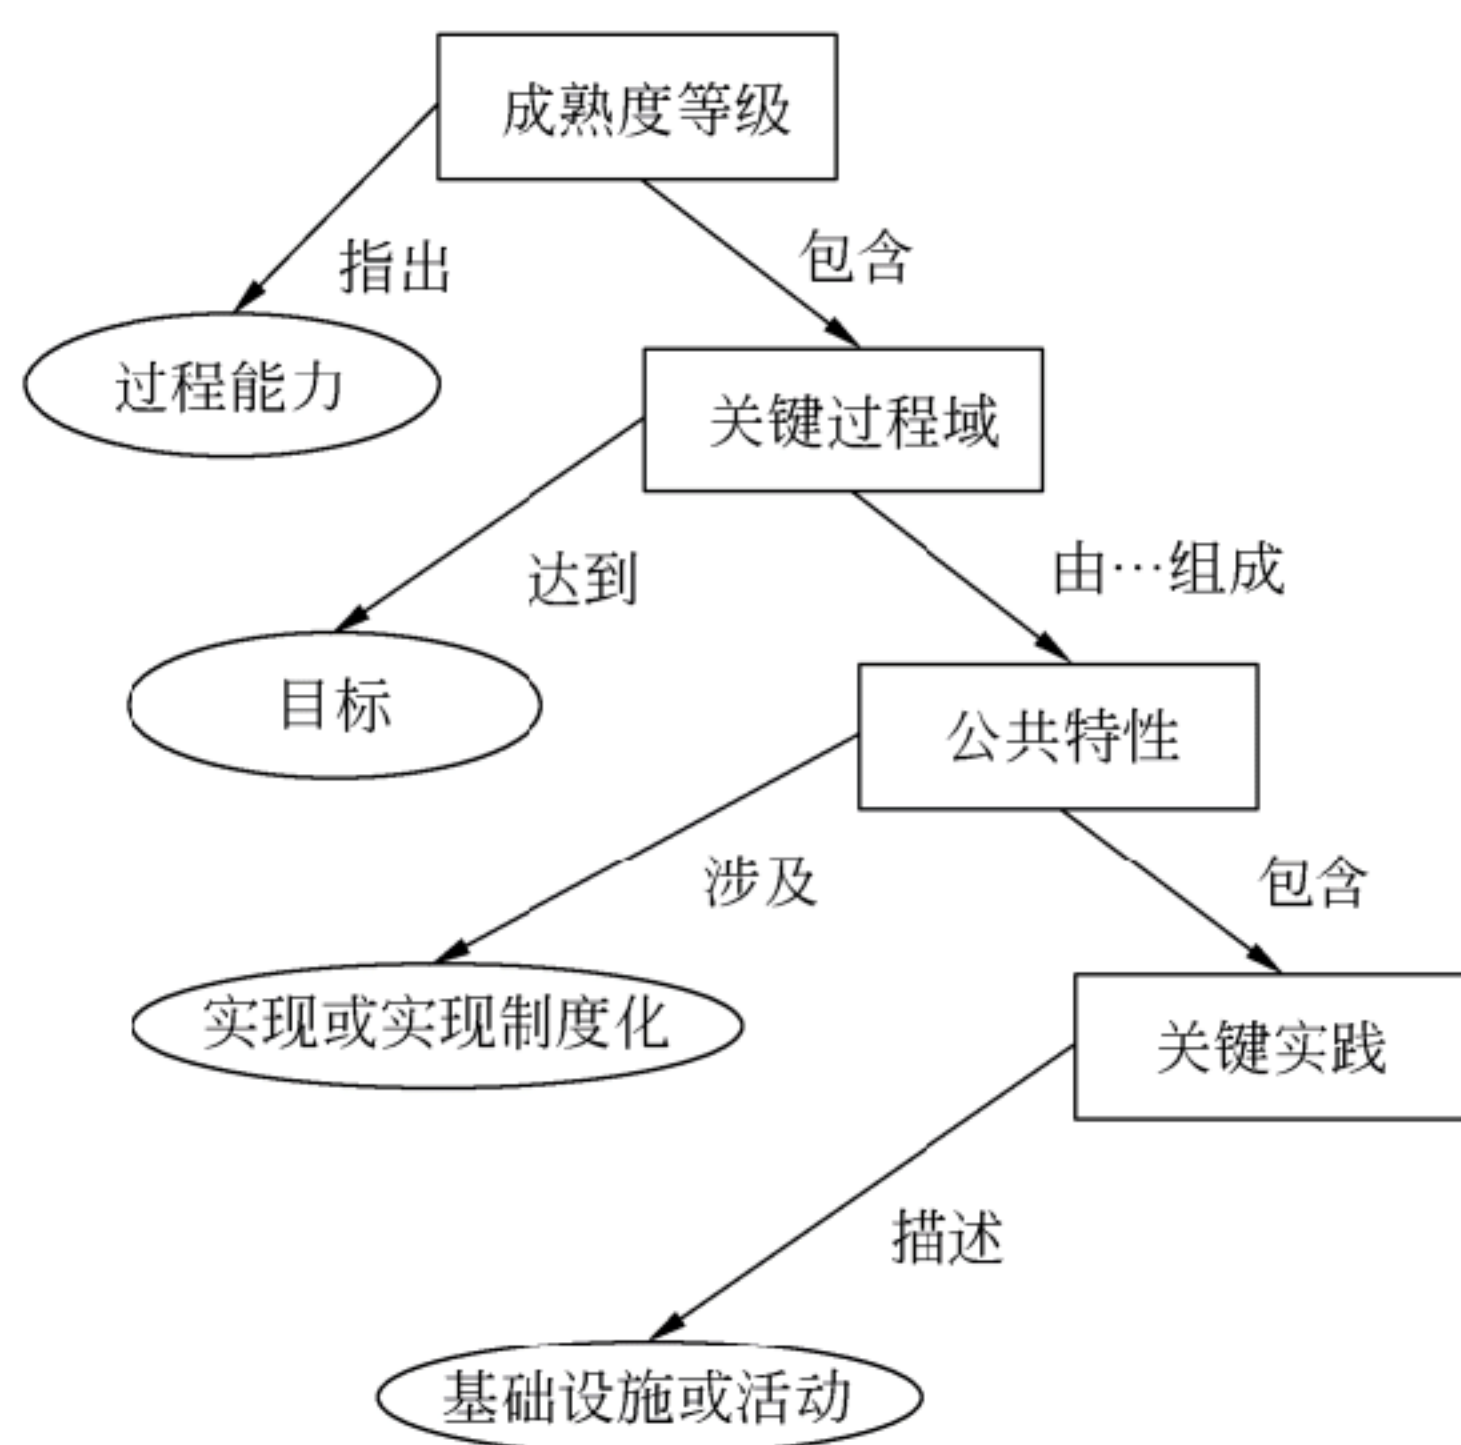 成熟度等级
指出
包含
过程能力
关键过程域
达到
由…组成
目标
公共特性
涉及
包含
实现或实现制度化
关键实践
描述
基础设施或活动